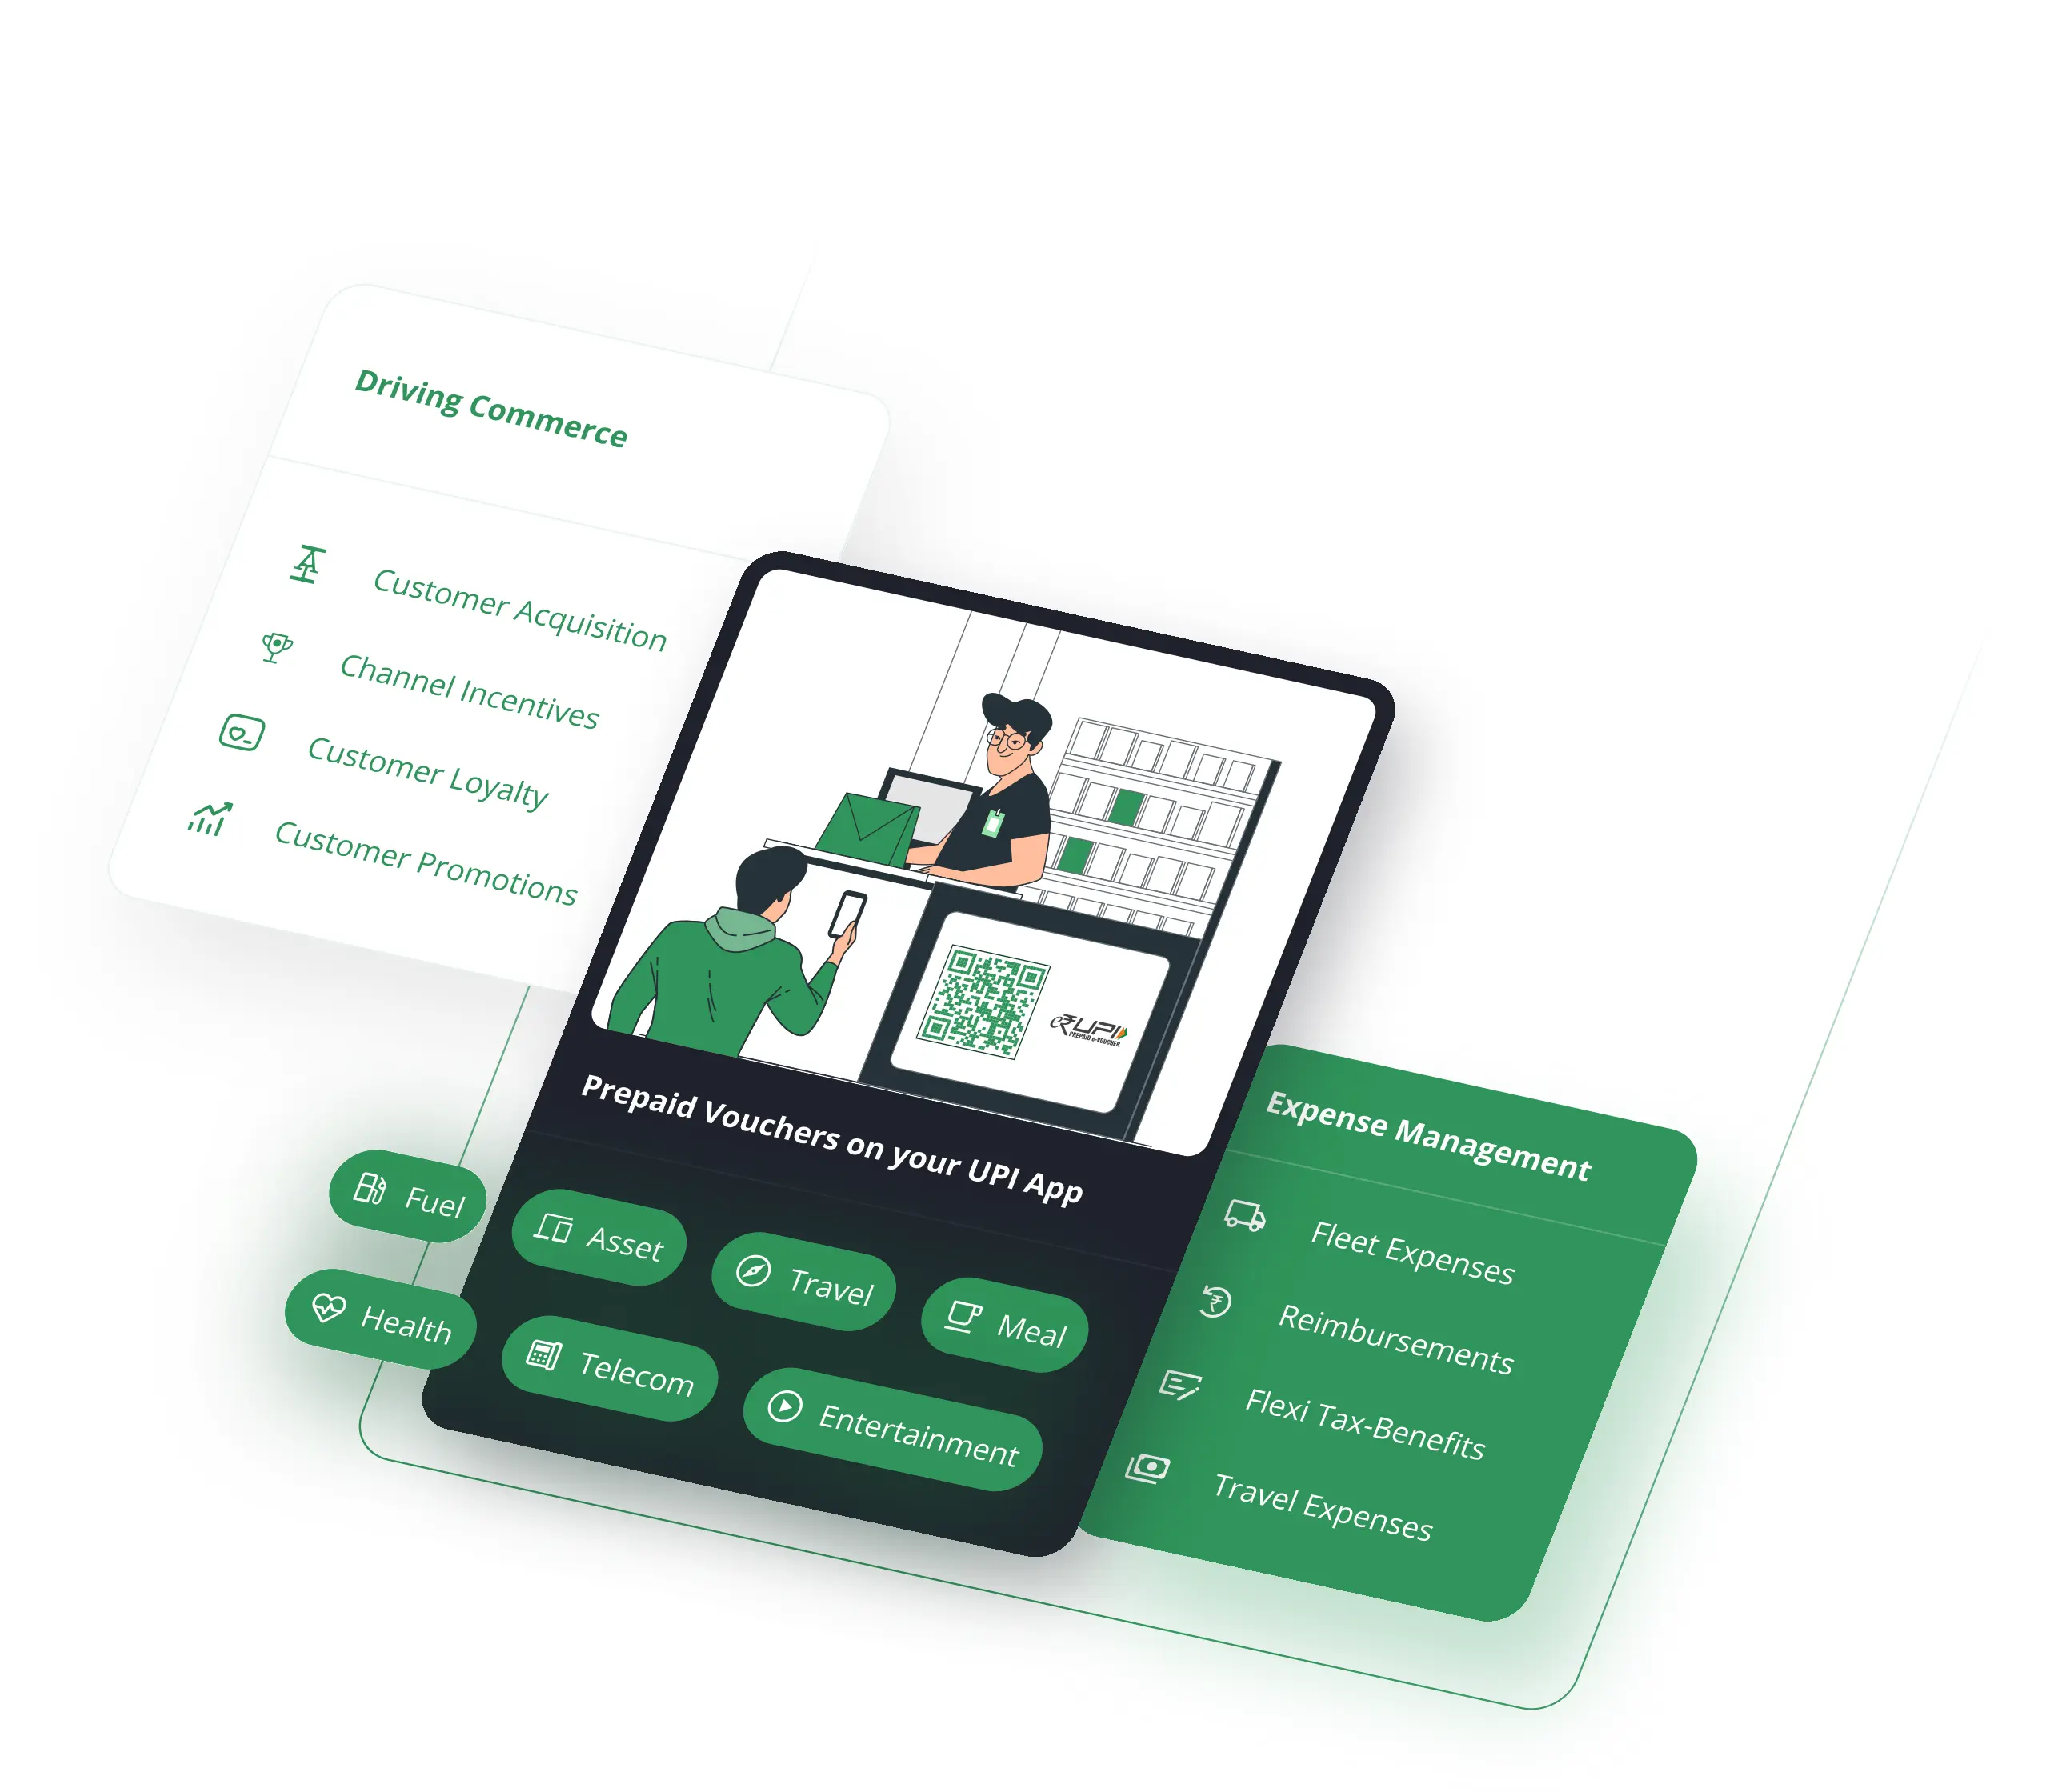 Driving Commerce
Customer Acquisition
Channel Incentives
Customer Loyalty
Customer Promotions
e₹UPI
PREPAID e-VOUCHER
Prepaid Vouchers on your UPI App
Fuel
Asset
Travel
Meal
Health
Telecom
Entertainment
Expense Management
Fleet Expenses
Reimbursements
Flexi Tax-Benefits
Travel Expenses